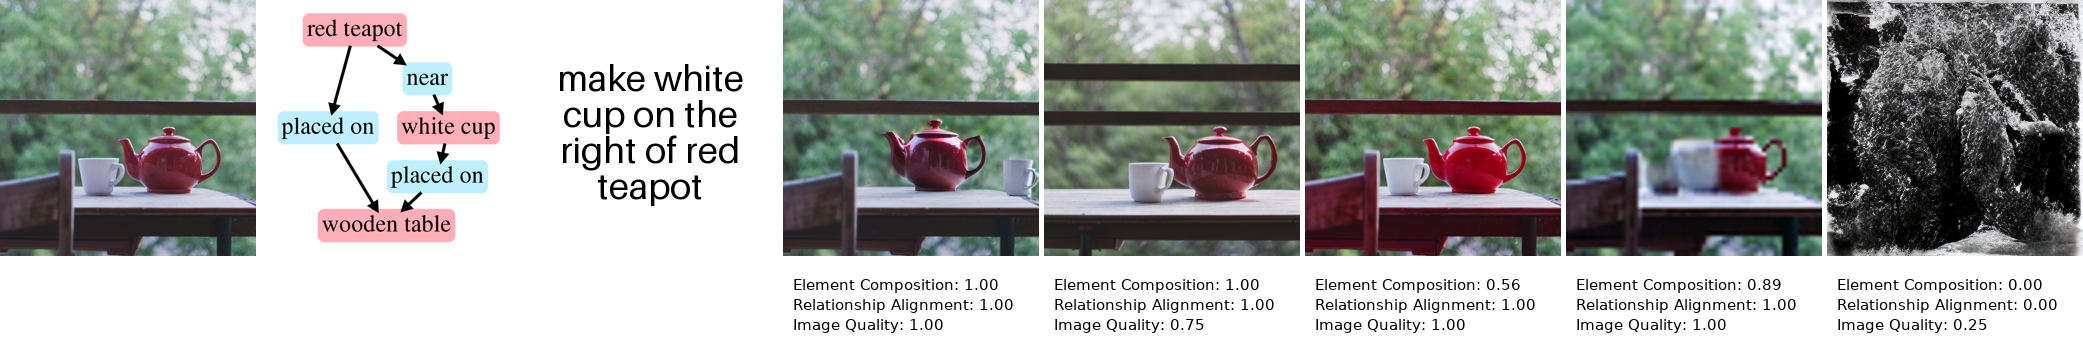 red teapot
near
placed on
white cup
placed on
wooden table
make white
cup on the
right of red
teapot
Element Composition: 1.00
Relationship Alignment: 1.00
Image Quality: 1.00
Element Composition: 1.00
Relationship Alignment: 1.00
Image Quality: 0.75
Element Composition: 0.56
Relationship Alignment: 1.00
Image Quality: 1.00
Element Composition: 0.89
Relationship Alignment: 1.00
Image Quality: 1.00
Element Composition: 0.00
Relationship Alignment: 0.00
Image Quality: 0.25